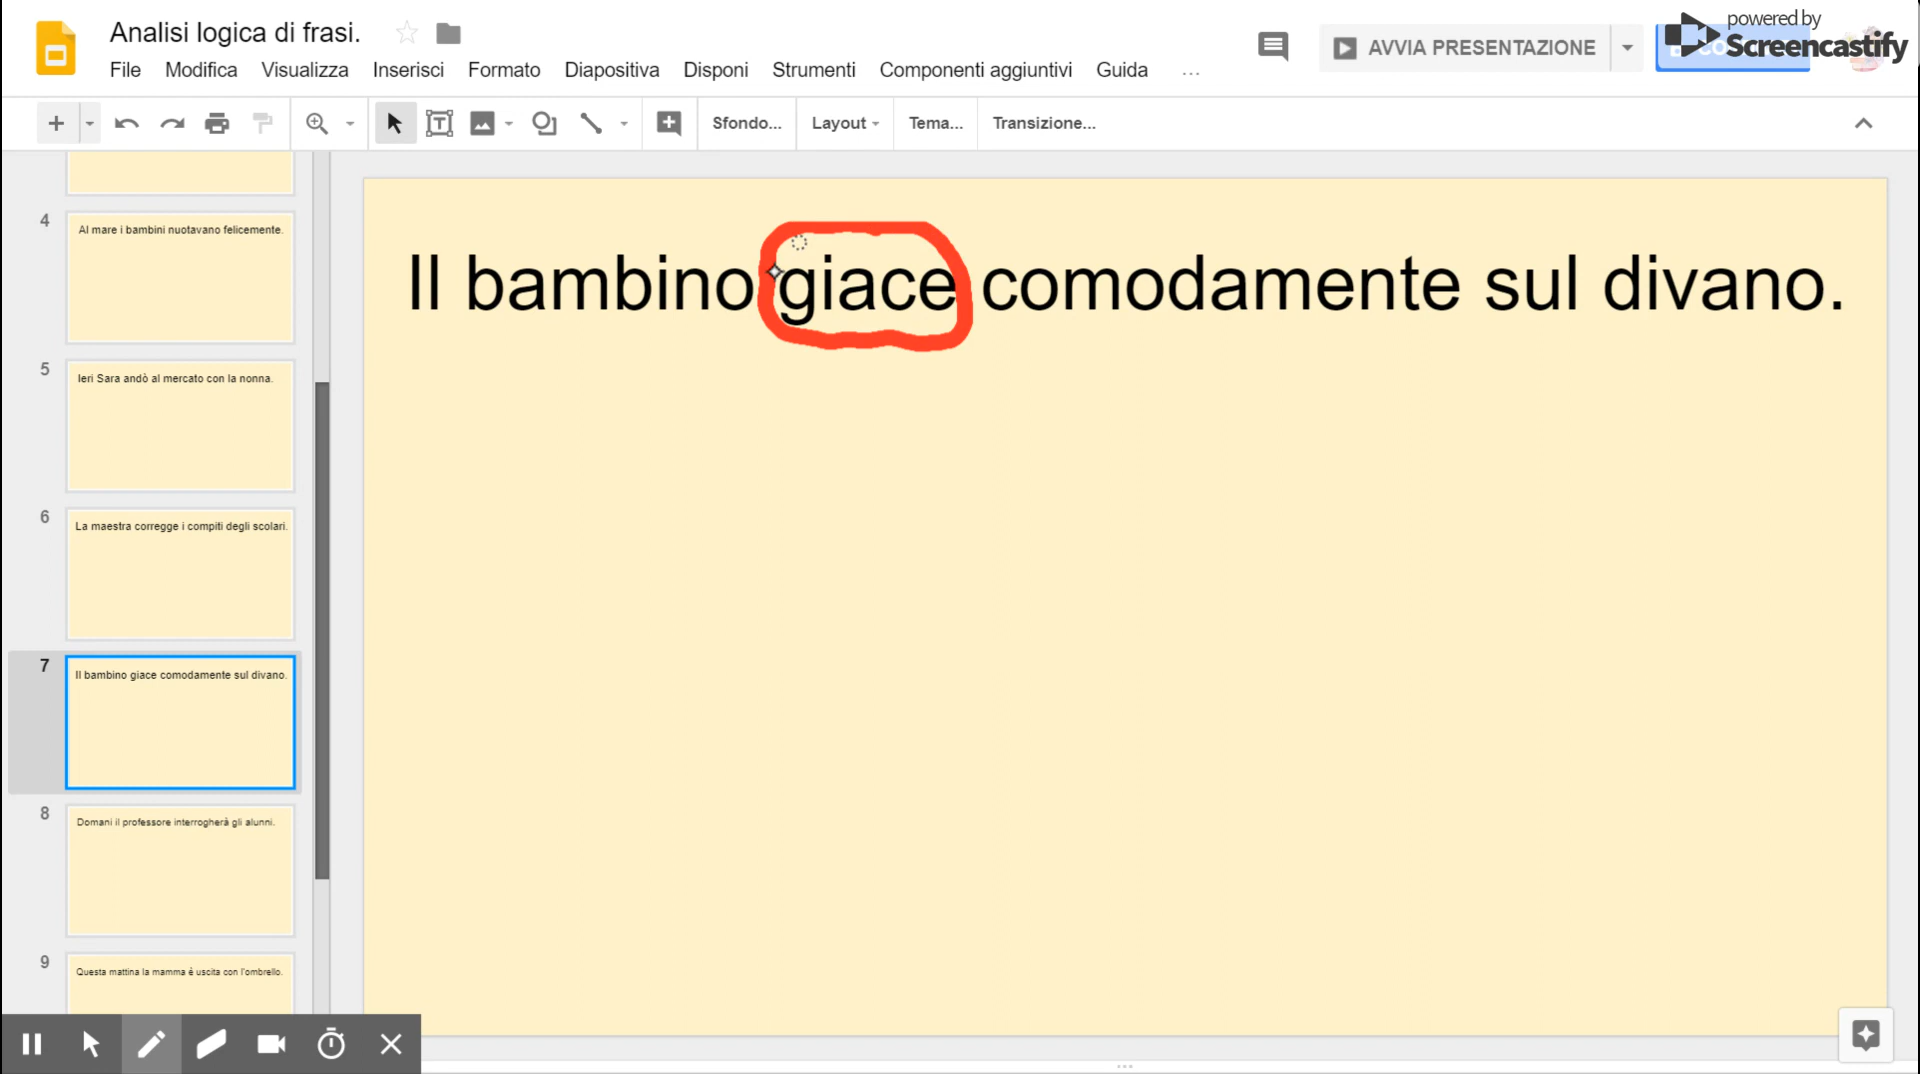 Analisi logica di frasi.
powered by
Screencastify
File Modifica Visualizza Inserisci Formato Diapositiva Disponi Strumenti Componenti aggiuntivi Guida ...
AVVIA PRESENTAZIONE
Sfondo... Layout Tema... Transizione...
4
Al mare i bambini nuotavano felicemente.
5
Ieri Sara andò al mercato con la nonna.
6
La maestra corregge i compiti degli scolari.
7
Il bambino giace comodamente sul divano.
8
Domani il professore interrogherà gli alunni.
9
Questa mattina la mamma è uscita con l'ombrello.
Il bambino giace comodamente sul divano.